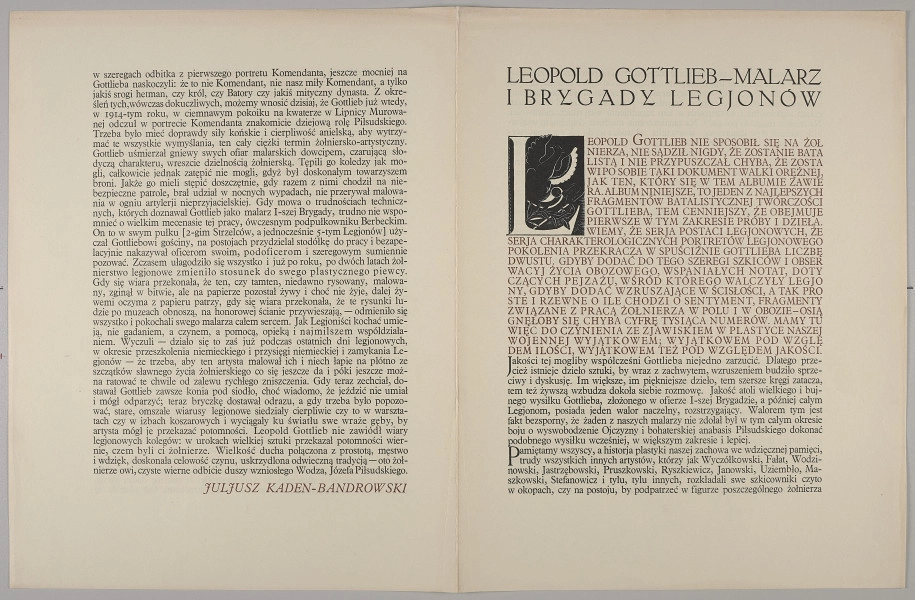 w szeregach odbitka z pierwszego portretu Komendanta, jeszcze mocniej na
Gottlieba naskoczyli: że to nie Komendant, nie nasz miły Komendant, a tylko
jakiś srogi hetman, czy król, czy Batory czy jakiś mityczny dynasta. Z okre-
śleń tych, wówczas dokuczliwych, możemy wnosić dzisiaj, że Gottlieb już wtedy,
w 1914-tym roku, w ciemnawym pokoiku na kwaterze w Lipnicy Murowa-
nej odczuł w portrecie Komendanta znakomicie dziejową rolę Piłsudskiego.
Trzeba było mieć doprawdy siły końskie i cierpliwość anielską, aby wytrzy-
mać te wszystkie wymyślania, ten cały ciężki termin żołniersko-artystyczny.
Gottlieb uśmierzał gniewy swych ofiar malarskich dowcipem, czarującą sło-
dyczą charakteru, wreszcie dzielnością żołnierską. Tępili go koledzy jak mo-
gli, całkowicie jednak zatępić nie mogli, gdyż był doskonałym towarzyszem
broni. Jakże go mieli stępić doszczętnie, gdy razem z nimi chodził na nie-
bezpieczne patrole, brał udział w nocnych wypadach, nie przerywał malowa-
nia w ogniu artylerji nieprzyjacielskiej. Gdy mowa o trudnościach technicz-
nych, których doznawał Gottlieb jako malarz I-szej Brygady, trudno nie wspo-
mnieć o wielkim mecenasie tej pracy, ówczesnym podpułkowniku Berbeckim.
On to w swym pułku [2-gim Strzelców, a jednocześnie 5-tym Legjonów] uży-
czał Gottliebowi gościny, na postojach przydzielał stodółkę do pracy i bezape-
lacyjnie nakazywał oficerom swoim, podoficerom i szeregowym sumiennie
pozować. Zczasem ułagodziło się wszystko i już po roku, po dwóch latach żoł-
nierstwo legjonowe zmieniło stosunek do swego plastycznego piewcy.
Gdy się wiara przekonała, że ten, czy tamten, niedawno rysowany, malowa-
ny, zginął w bitwie, ale na papierze pozostał żywy i choć nie żyje, dalej ży-
wemi oczyma z papieru patrzy, gdy się wiara przekonała, że te rysunki lu-
dzie po muzeach obnoszą, na honorowej ścianie przywieszają, — odmieniło się
wszystko i pokochali swego malarza całem sercem. Jak Legjoniści kochać umie-
ją, nie gadaniem, a czynem, a pomocą, opieką i najmilszem współdziała-
niem. Wyczuli — działo się to zaś już podczas ostatnich dni legjonowych,
w okresie przeszkolenia niemieckiego i przysięgi niemieckiej i zamykania Le-
gjonów — że trzeba, aby ten artysta malował ich i niech łapie na płótno ze
szczątków sławnego życia żołnierskiego co się jeszcze da i póki jeszcze moż-
na ratować te chwile od zalewu rychłego zniszczenia. Gdy teraz zechciał, do-
stawał Gottlieb zawsze konia pod siodło, choć wiadomo, że jeździć nie umiał
i mógł odparzyć; teraz bryczkę dostawał odrazu, a gdy trzeba było popozo-
wać, stare, omszałe wiarusy legjonowe siedziały cierpliwie czy to w warszta-
tach czy w izbach koszarowych i wyciągały ku światłu swe wraże gęby, by
artysta mógł je przekazać potomności. Leopold Gottlieb nie zawiódł wiary
legjonowych kolegów: w urokach wielkiej sztuki przekazał potomności wier-
nie, czem byli ci żołnierze. Wielkość ducha połączona z prostotą, męstwo
i wdzięk, doskonała celowość czynu, uskrzydlona odwieczną tradycją — oto żoł-
nierze owi, czyste wierne odbicie duszy wzniosłego Wodza, Józefa Piłsudskiego.
JULJUSZ KADEN-BANDROWSKI
LEOPOLD GOTTLIEB—MALARZ
I BRYGADY LEGJONÓW
LEOPOLD GOTTLIEB NIE SPOSOBIŁ SIĘ NA ŻOŁ
NIERZA, NIE SĄDZIŁ NIGDY, ŻE ZOSTANIE BATA
LISTĄ I NIE PRZYPUSZCZAŁ CHYBA, ŻE ZOSTA
WI PO SOBIE TAKI DOKUMENT WALKI ORĘŻNEJ,
JAK TEN, KTÓRY SIĘ W TEM ALBUMIE ZAWIE
RA. ALBUM NINIEJSZE, TO JEDEN Z NAJLEPSZYCH
FRAGMENTÓW BATALISTYCZNEJ TWÓRCZOŚCI
GOTTLIEBA, TEM CENNIEJSZY, ŻE OBEJMUJE
PIERWSZE W TYM ZAKRESIE PRÓBY I DZIEŁA.
WIEMY, ŻE SERJA POSTACI LEGJONOWYCH, ŻE
SERJA CHARAKTEROLOGICZNYCH PORTRETÓW LEGJONOWEGO
POKOLENIA PRZEKRACZA W SPUŚCIŹNIE GOTTLIEBA LICZBĘ
DWUSTU. GDYBY DODAĆ DO TEGO SZEREGI SZKICÓW I OBSER
WACYJ ŻYCIA OBOZOWEGO, WSPANIAŁYCH NOTAT, DOTY
CZĄCYCH PEJZAŻU, WŚRÓD KTÓREGO WALCZYŁY LEGJO
NY, GDYBY DODAĆ WZRUSZAJĄCE W ŚCISŁOŚCI, A TAK PRO
STE I RZEWNE O ILE CHODZI O SENTYMENT, FRAGMENTY
ZWIĄZANE Z PRACĄ ŻOŁNIERZA W POLU I W OBOZIE—OSIĄ
GNĘŁOBY SIĘ CHYBA CYFRĘ TYSIĄCA NUMERÓW. MAMY TU
WIĘC DO CZYNIENIA ZE ZJAWISKIEM W PLASTYCE NASZEJ
WOJENNEJ WYJĄTKOWEM; WYJĄTKOWEM POD WZGLĘ
DEM ILOŚCI, WYJĄTKOWEM TEŻ POD WZGLĘDEM JAKOŚCI.
Jakości tej mogliby współcześni Gottlieba niejedno zarzucić. Dlatego prze-
cież istnieje dzieło sztuki, by wraz z zachwytem, wzruszeniem budziło sprze-
ciwy i dyskusję. Im większe, im piękniejsze dzieło, tem szersze kręgi zatacza,
tem też żywszą wzbudza dokoła siebie rozmowę. Jakość atoli wielkiego i buj-
nego wysiłku Gottlieba, złożonego w ofierze I-szej Brygadzie, a później całym
Legjonom, posiada jeden walor naczelny, rozstrzygający. Walorem tym jest
fakt bezsporny, że żaden z naszych malarzy nie zdołał był w tym całym okresie
boju o wyswobodzenie Ojczyzny i bohaterskiej anabasis Piłsudskiego dokonać
podobnego wysiłku wcześniej, w większym zakresie i lepiej.
Pamiętamy wszyscy, a historja plastyki naszej zachowa we wdzięcznej pamięci,
trudy wszystkich innych artystów, którzy jak Wyczółkowski, Fałat, Wodzi-
nowski, Jastrzębowski, Pruszkowski, Ryszkiewicz, Janowski, Uziembło, Ma-
szkowski, Stefanowicz i tylu, tylu innych, rozkładali swe szkicowniki czyto
w okopach, czy na postoju, by podpatrzeć w figurze poszczególnego żołnierza